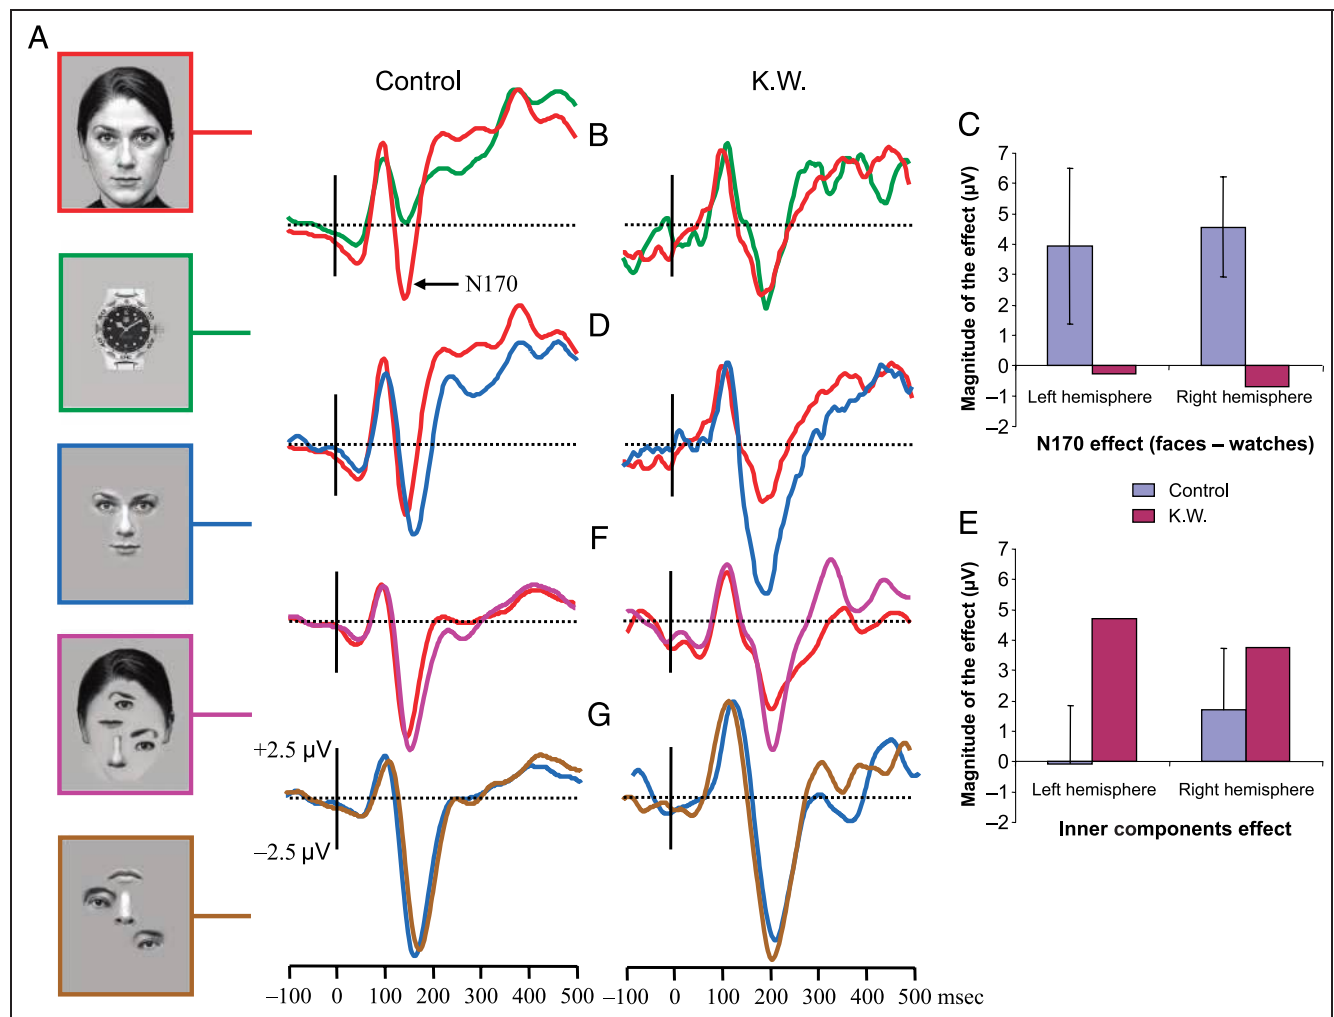 A
Control
K.W.
B
N170
D
F
G
+2.5 µV
−2.5 µV
−100 0 100 200 300 400 500
−100 0 100 200 300 400 500 msec
C
Magnitude of the effect (µV)
7
6
5
4
3
2
1
0
−1
−2
Left hemisphere Right hemisphere
N170 effect (faces – watches)
Control
K.W.
E
Magnitude of the effect (µV)
7
6
5
4
3
2
1
0
−1
−2
Left hemisphere Right hemisphere
Inner components effect